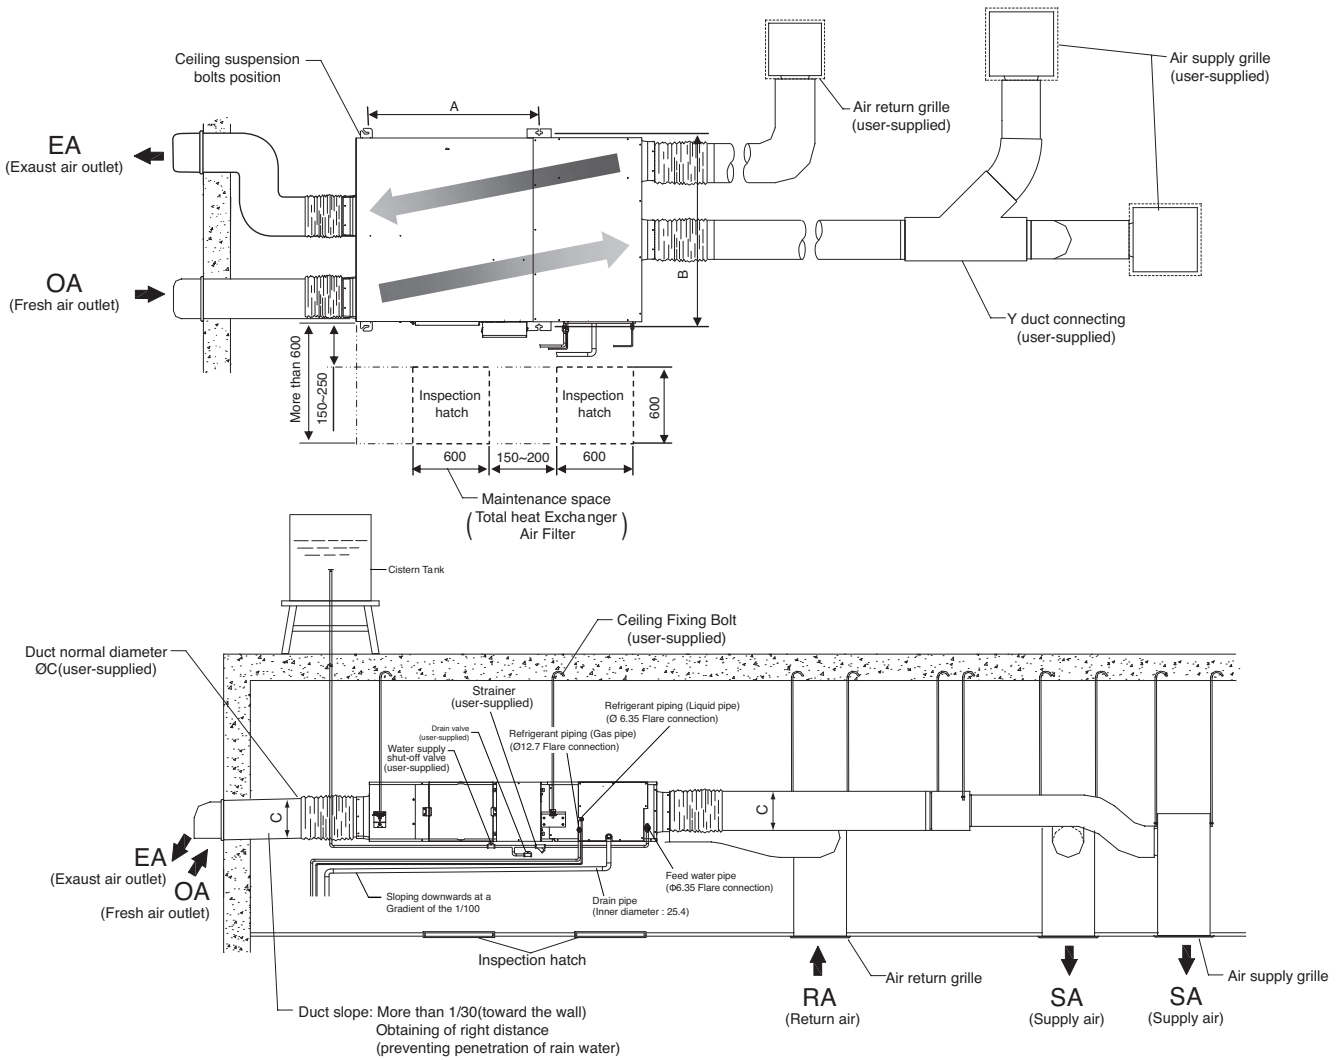 Ceiling suspension
bolts position
A
Air supply grille
(user-supplied)
Air return grille
(user-supplied)
EA
(Exaust air outlet)
OA
(Fresh air outlet)
B
Y duct connecting
(user-supplied)
More than 600
150~250
Inspection
hatch
Inspection
hatch
600
600
150~200
600
Maintenance space
(Total heat Exchanger
Air Filter)
Cistern Tank
Ceiling Fixing Bolt
(user-supplied)
Duct normal diameter
ØC(user-supplied)
Strainer
(user-supplied)
Refrigerant piping (Liquid pipe)
(Ø 6.35 Flare connection)
Drain valve
(user-supplied)
Refrigerant piping (Gas pipe)
(Ø12.7 Flare connection)
Water supply
shut-off valve
(user-supplied)
C
C
EA
(Exaust air outlet)
OA
(Fresh air outlet)
Feed water pipe
(Φ6.35 Flare connection)
Sloping downwards at a
Gradient of the 1/100
Drain pipe
(Inner diameter : 25.4)
Inspection hatch
Air return grille
Air supply grille
RA
(Return air)
SA
(Supply air)
SA
(Supply air)
Duct slope: More than 1/30(toward the wall)
Obtaining of right distance
(preventing penetration of rain water)